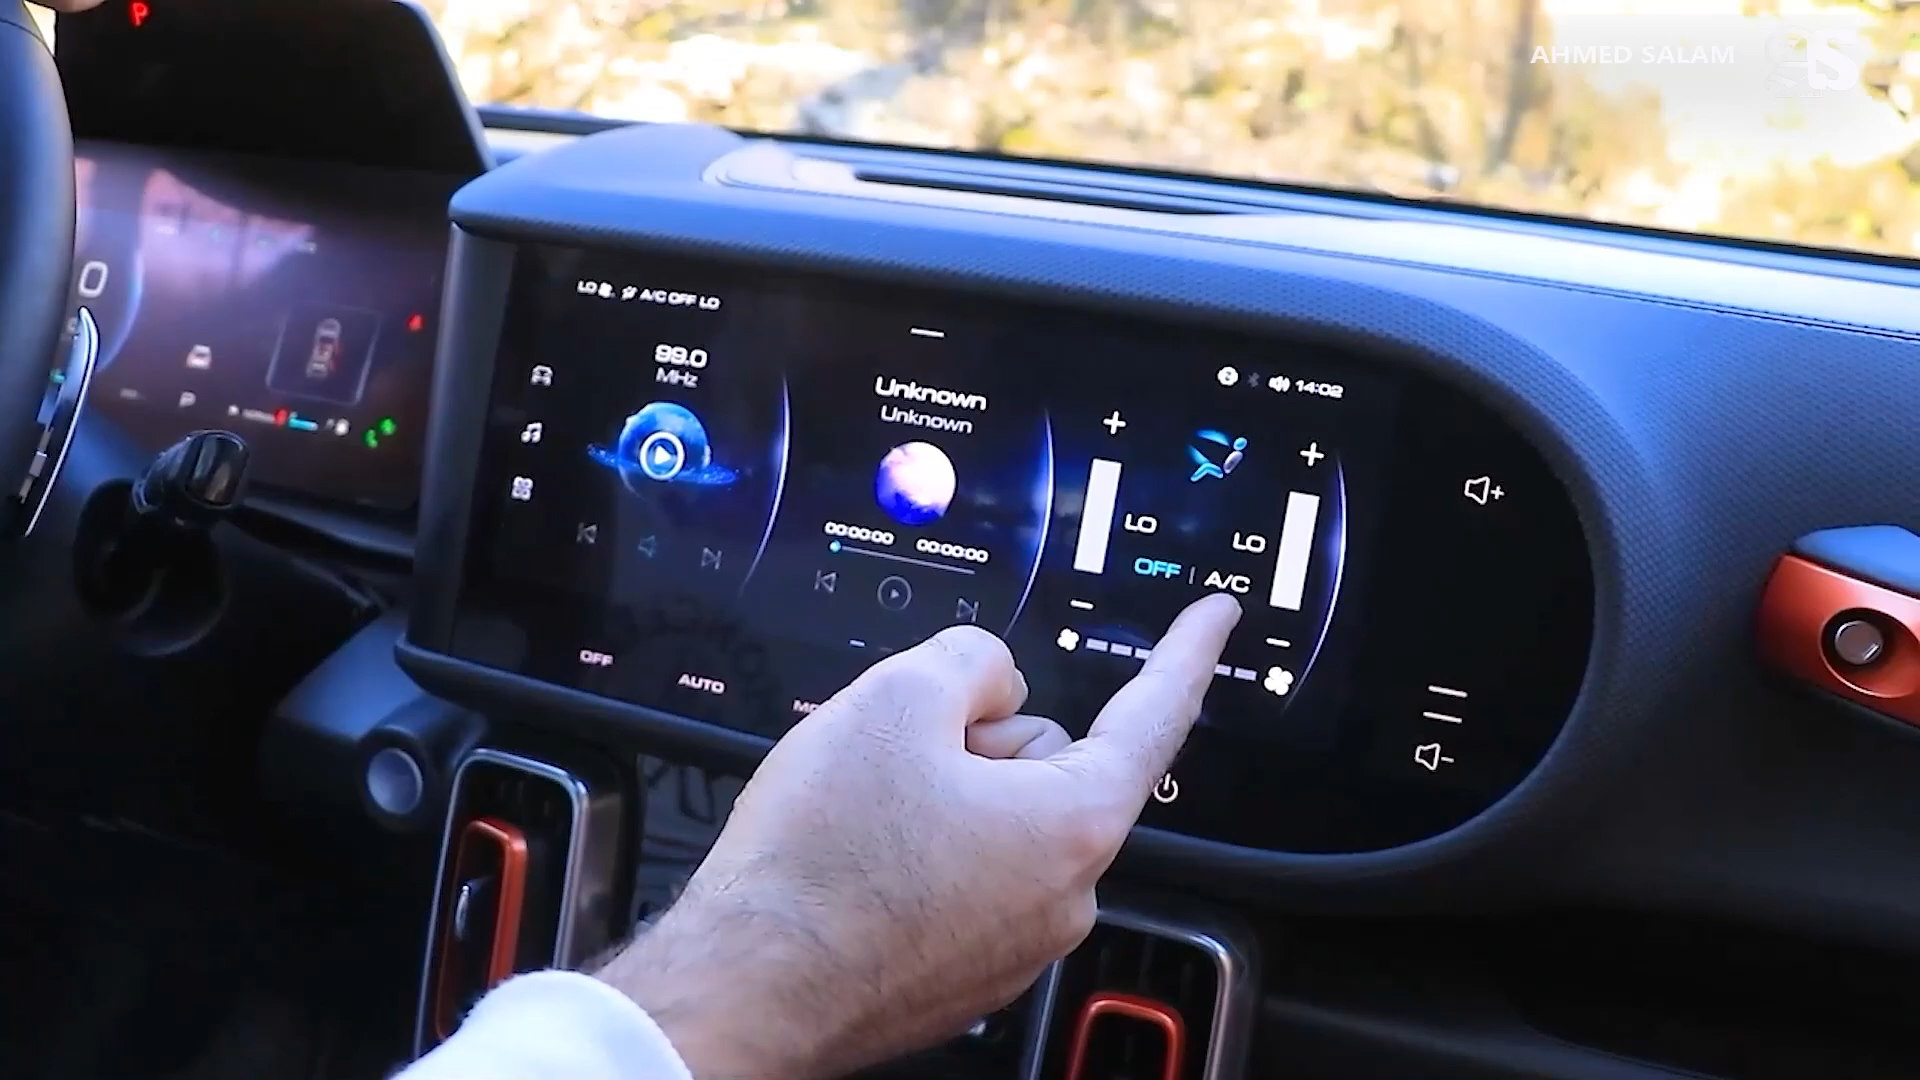 P
AHMED SALAM
0
LO A/C OFF LO
99.0
MHz
Unknown
Unknown
14:02
+
+
LO
LO
OFF | A/C
00:00:00 00:00:00
P
OFF
AUTO